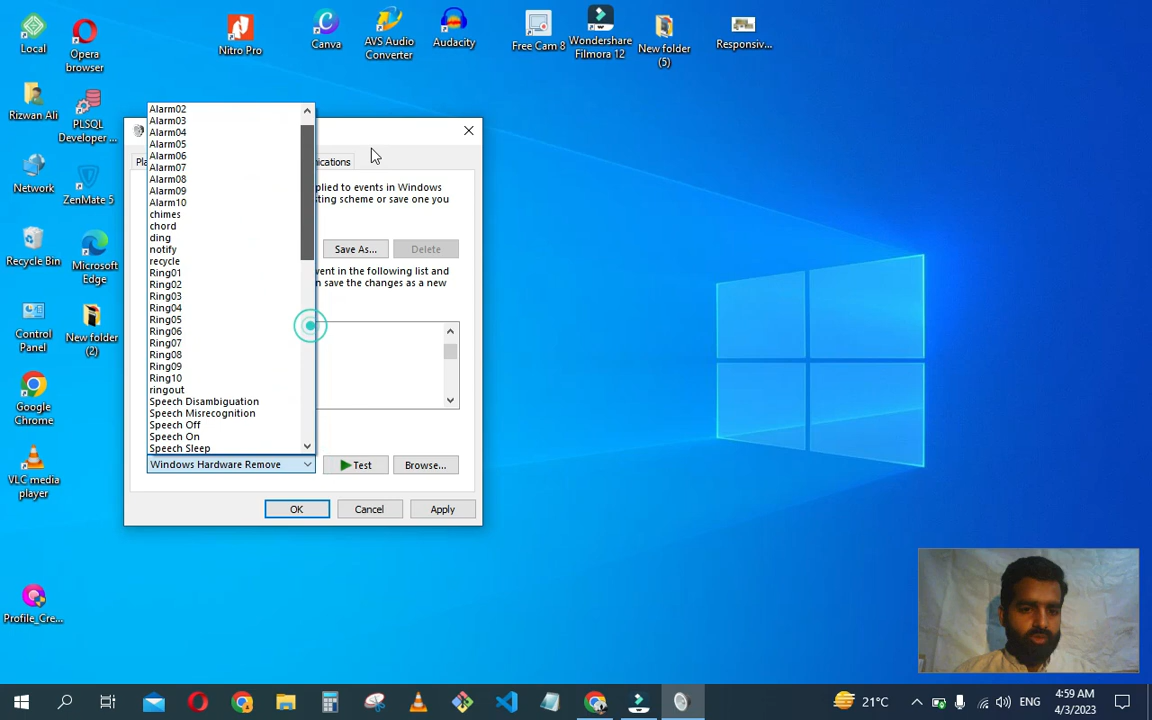 Local
Opera
browser
Nitro Pro
Canva
AVS Audio
Converter
Audacity
Free Cam 8
Wondershare
Filmora 12
New folder
(5)
Responsiv...
Rizwan Ali
PLSQL
Developer ...
Network
ZenMate 5
Recycle Bin
Microsoft
Edge
Control
Panel
New folder
(2)
Google
Chrome
VLC media
player
Profile_Cre...
Alarm02
Alarm03
Alarm04
Alarm05
Alarm06
Alarm07
Alarm08
Alarm09
Alarm10
chimes
chord
ding
notify
recycle
Ring01
Ring02
Ring03
Ring04
Ring05
Ring06
Ring07
Ring08
Ring09
Ring10
ringout
Speech Disambiguation
Speech Misrecognition
Speech Off
Speech On
Speech Sleep
Pla
nications
plied to events in Windows
sting scheme or save one you
Save As...
Delete
vent in the following list and
n save the changes as a new
Windows Hardware Remove
Test
Browse...
OK
Cancel
Apply
21°C
ENG
4:59 AM
4/3/2023